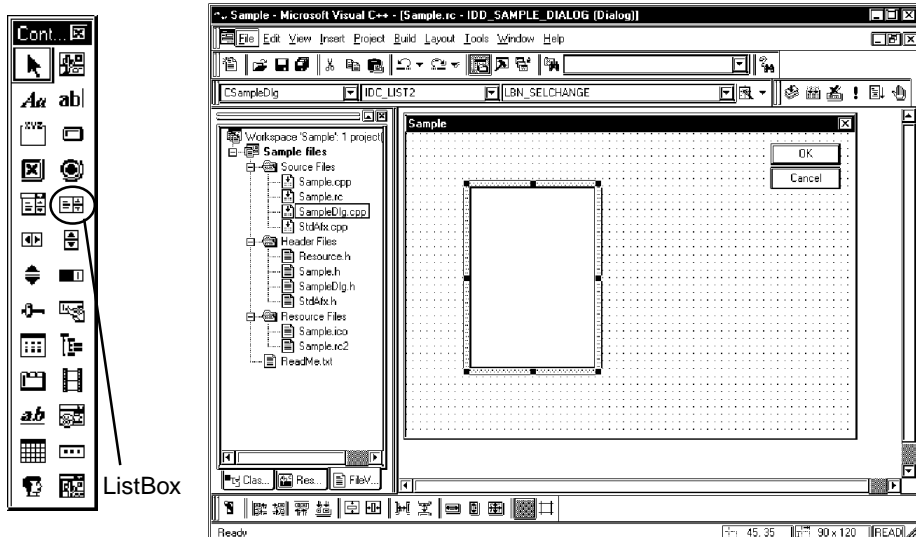 Cont...
Aa ab|
xyz
ab
ListBox
Sample - Microsoft Visual C++ - [Sample.rc - IDD_SAMPLE_DIALOG (Dialog)]
File Edit View Insert Project Build Layout Tools Window Help
CSampleDlg IDC_LIST2 LBN_SELCHANGE
Workspace 'Sample': 1 project(
Sample files
Source Files
Sample.cpp
Sample.rc
SampleDlg.cpp
StdAfx.cpp
Header Files
Resource.h
Sample.h
SampleDlg.h
StdAfx.h
Resource Files
Sample.ico
Sample.rc2
ReadMe.txt
Clas... Res... FileV...
Sample
OK
Cancel
Ready 45, 35 90 x 120 READ